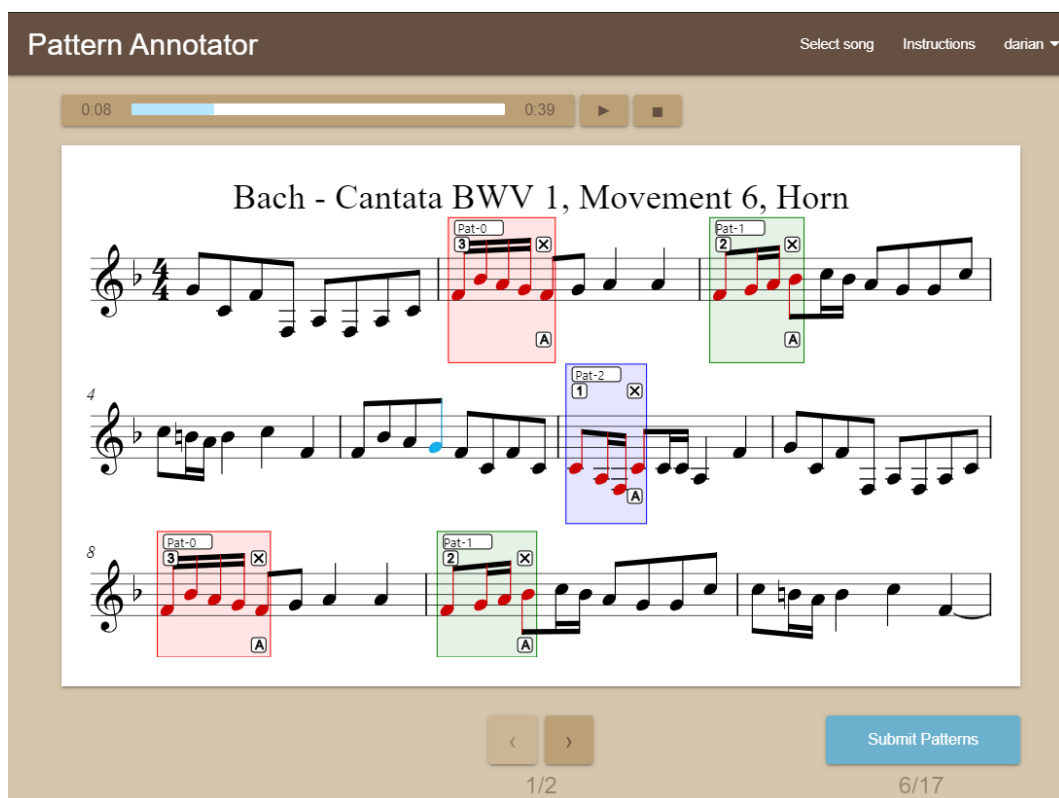 Pattern Annotator
Select song Instructions darian
0:08 0:39
Bach - Cantata BWV 1, Movement 6, Horn
Pat-0 Pat-1
3 X 2 X
4 4
A A
4 Pat-2
1 X
A
8 Pat-0 Pat-1
3 X 2 X
A A
‹ › Submit Patterns
1/2 6/17